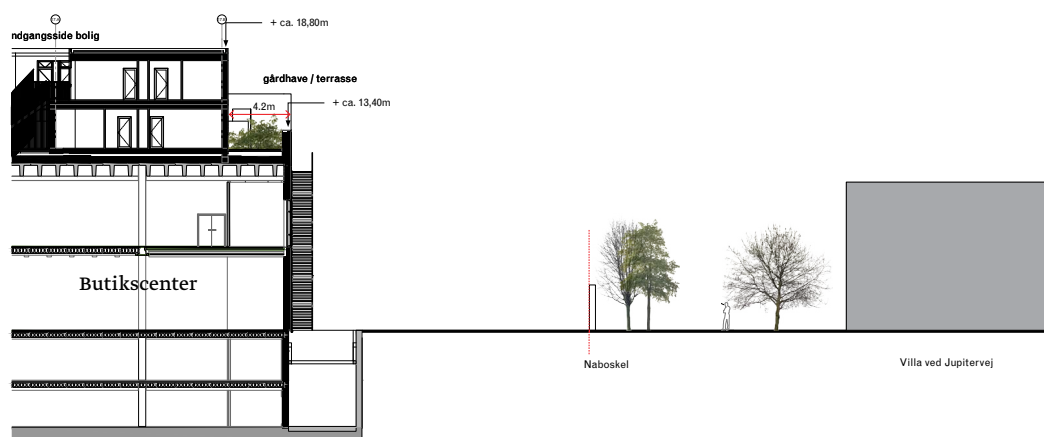 + ca. 18,80m
ndgangsside bolig
gårdhave / terrasse
4.2m
+ ca. 13,40m
Butikscenter
Naboskel
Villa ved Jupitervej